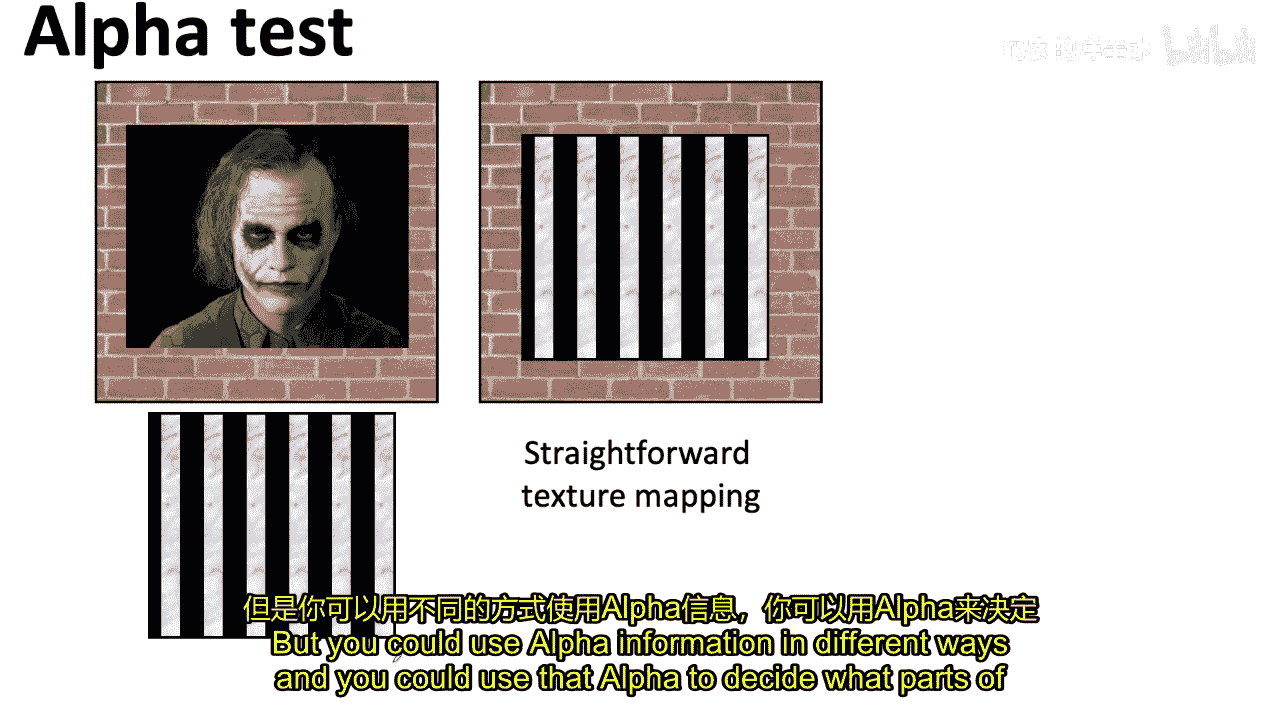 Alpha test
bilibili
Straightforward
texture mapping
但是你可以用不同的方式使用Alpha信息，你可以用Alpha来决定
But you could use Alpha information in different ways
and you could use that Alpha to decide what parts of